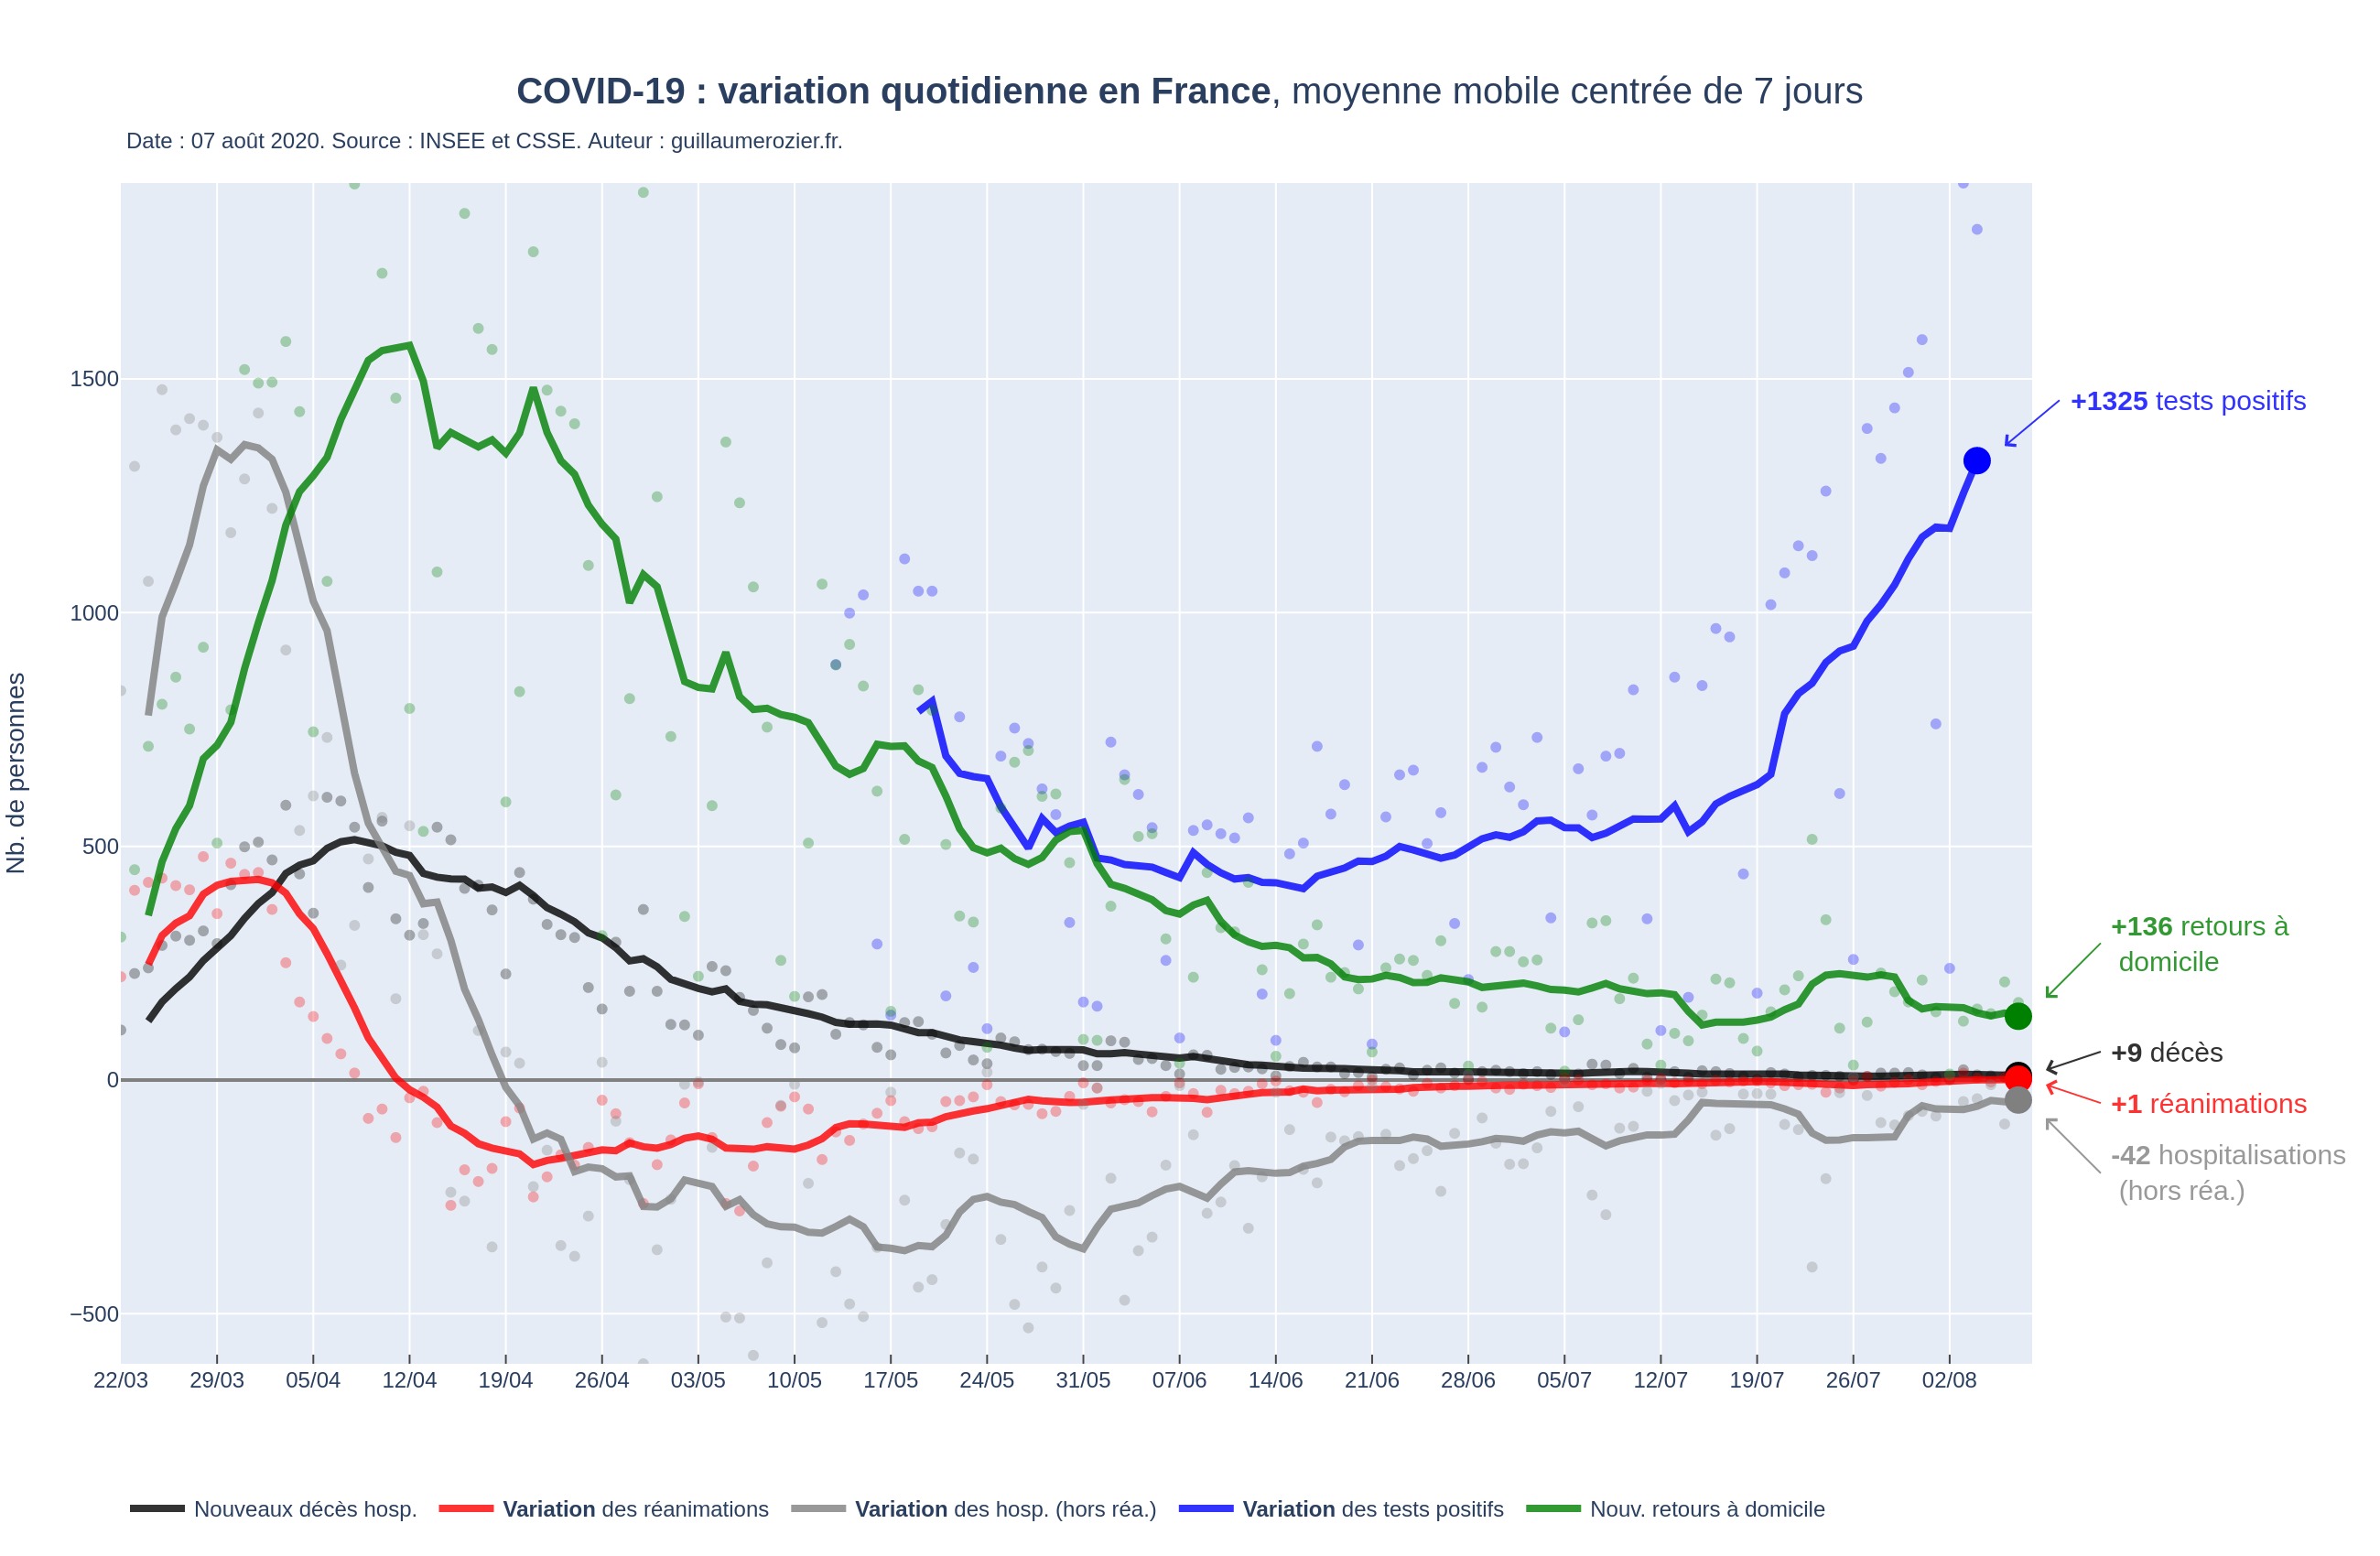 COVID-19 : variation quotidienne en France, moyenne mobile centrée de 7 jours
Date : 07 août 2020. Source : INSEE et CSSE. Auteur : guillaumerozier.fr.
Nb. de personnes
1500
1000
500
0
−500
+1325 tests positifs
+136 retours à
domicile
+9 décès
+1 réanimations
-42 hospitalisations
(hors réa.)
22/03 29/03 05/04 12/04 19/04 26/04 03/05 10/05 17/05 24/05 31/05 07/06 14/06 21/06 28/06 05/07 12/07 19/07 26/07 02/08
Nouveaux décès hosp. Variation des réanimations Variation des hosp. (hors réa.) Variation des tests positifs Nouv. retours à domicile